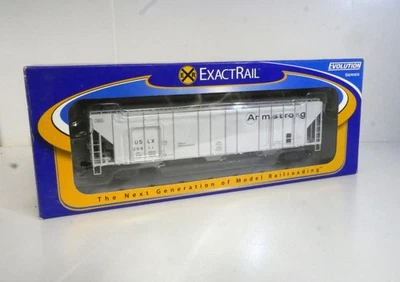 ExactRail
EVOLUTION
SERIES
Armstrong
USLX
The Next Generation of Model Railroading